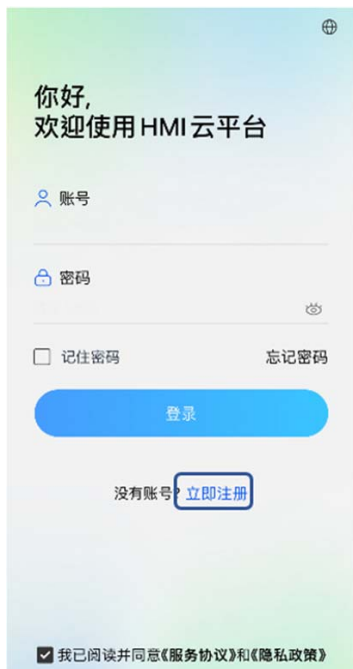 你好,
欢迎使用HMI云平台
账号
密码
记住密码 忘记密码
登录
没有账号? 立即注册
我已阅读并同意《服务协议》和《隐私政策》